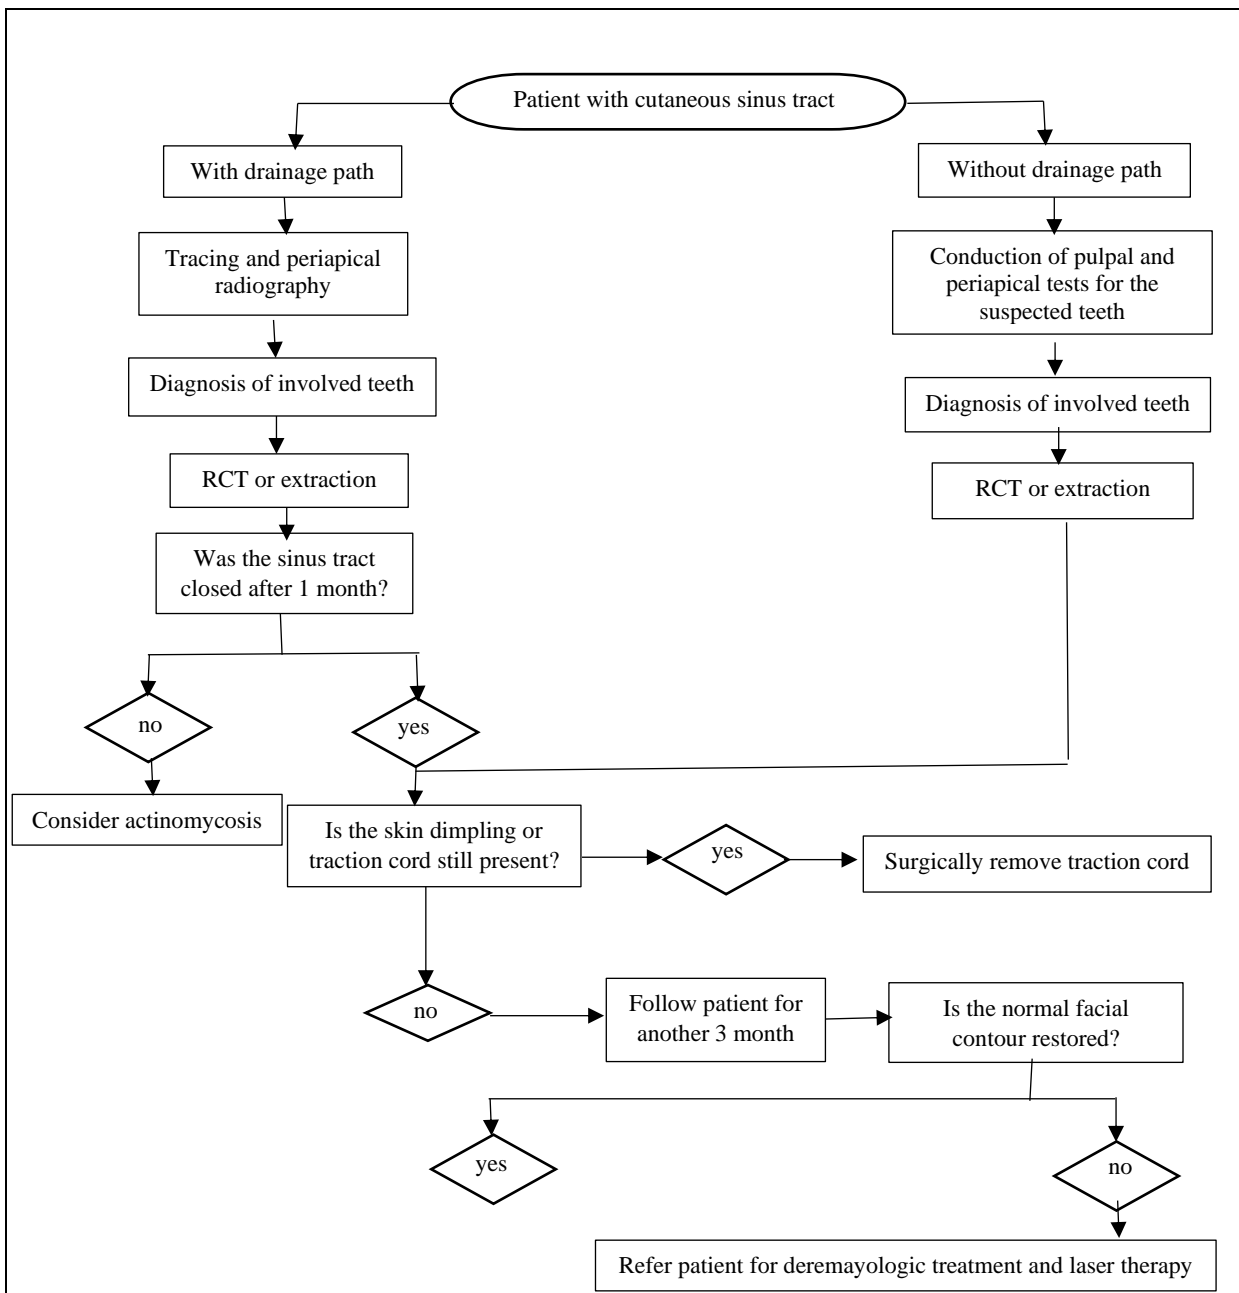 Patient with cutaneous sinus tract
With drainage path
Without drainage path
Tracing and periapical
radiography
Conduction of pulpal and
periapical tests for the
suspected teeth
Diagnosis of involved teeth
Diagnosis of involved teeth
RCT or extraction
RCT or extraction
Was the sinus tract
closed after 1 month?
no
yes
Consider actinomycosis
Is the skin dimpling or
traction cord still present?
yes
Surgically remove traction cord
no
Follow patient for
another 3 month
Is the normal facial
contour restored?
yes
no
Refer patient for deremayologic treatment and laser therapy